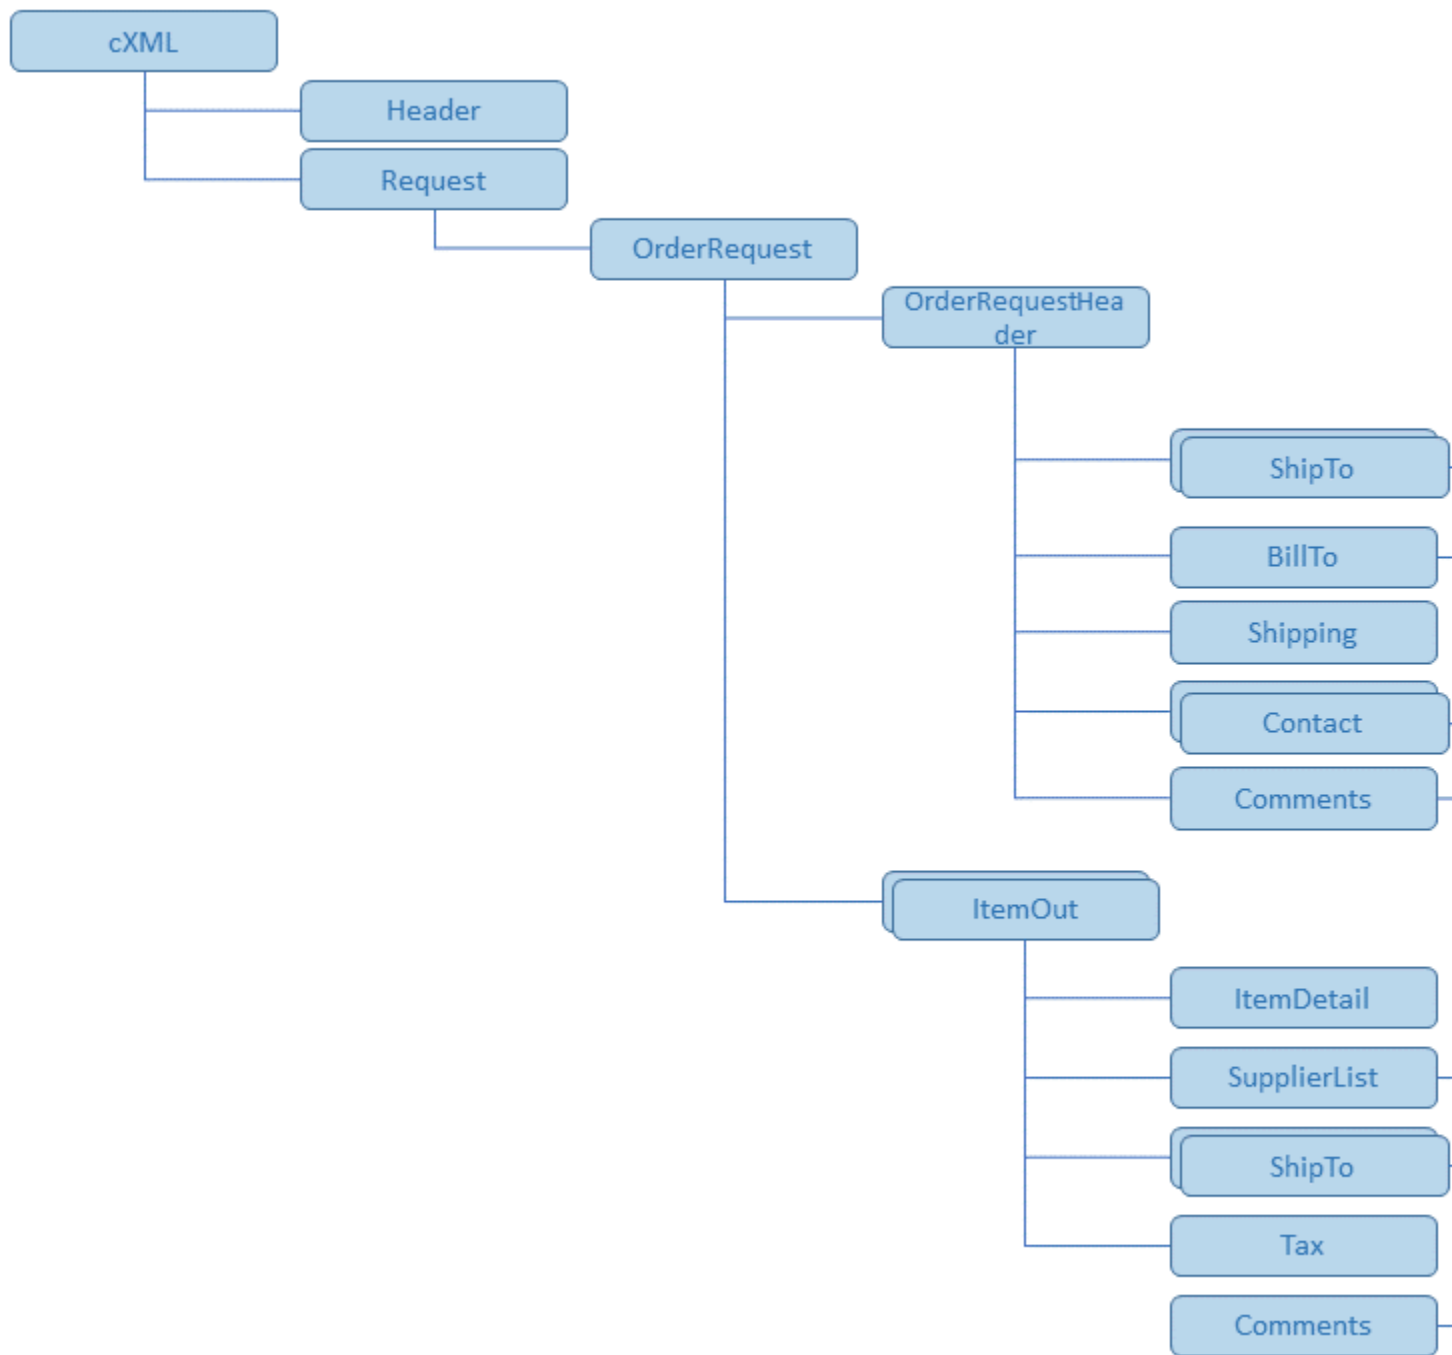 cXML
Header
Request
OrderRequest
OrderRequestHea
der
ShipTo
BillTo
Shipping
Contact
Comments
ItemOut
ItemDetail
SupplierList
ShipTo
Tax
Comments